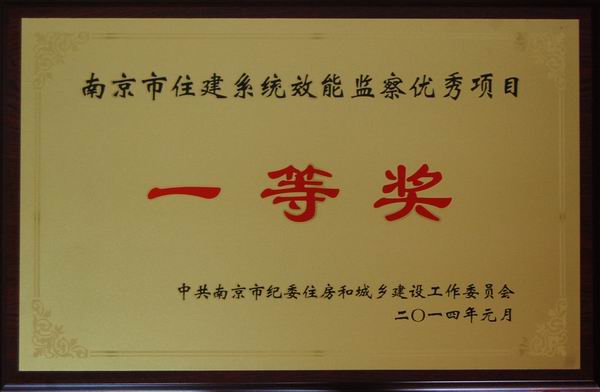 南京市住建系统效能监察优秀项目
一等奖
中共南京市纪委住房和城乡建设工作委员会
二〇一四年元月